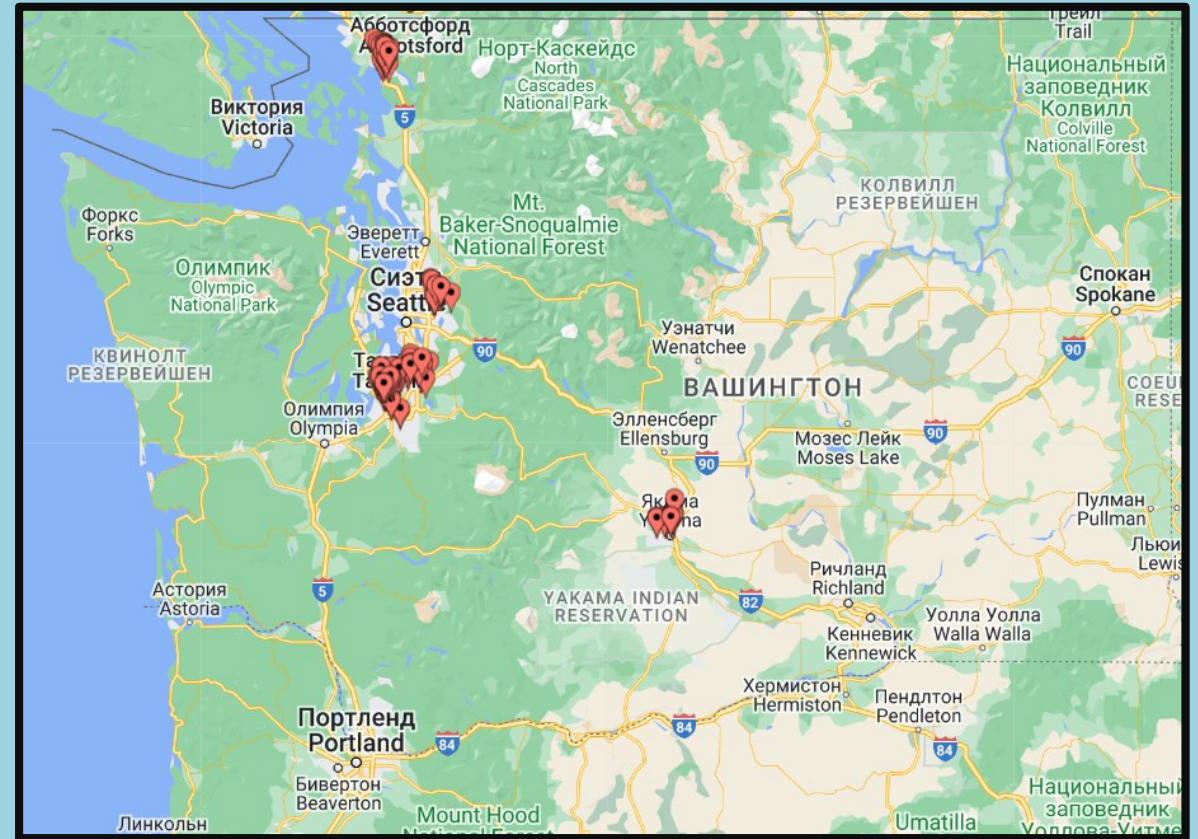 Абботсфорд
Норт-Каскейдс
North
Cascades
National Park
Трейл
Trail
Национальный
заповедник
Колвилл
Colville
National Forest
Виктория
Victoria
5
КОЛВИЛЛ
РЕЗЕРВЕЙШЕН
Форкс
Forks
Mt.
Baker-Snoqualmie
National Forest
Эверетт
Everett
Олимпик
Olympic
National Park
Seattle
Спокан
Spokane
Уэнатчи
Wenatchee
90
90
КВИНОЛТ
РЕЗЕРВЕЙШЕН
ВАШИНГТОН
Олимпия
Olympia
Элленсберг
Ellensburg
90
Мозес Лейк
Moses Lake
90
Пулман
Pullman
Ричланд
Richland
Астория
Astoria
5
YAKAMA INDIAN
RESERVATION
82
Уолла Уолла
Walla Walla
Кенневик
Kennewick
Хермистон
Hermiston
Пендлтон
Pendleton
Портленд
Portland
84
84
84
Бивертон
Beaverton
Mount Hood
Линкольн
Umatilla
Национальный
заповедник